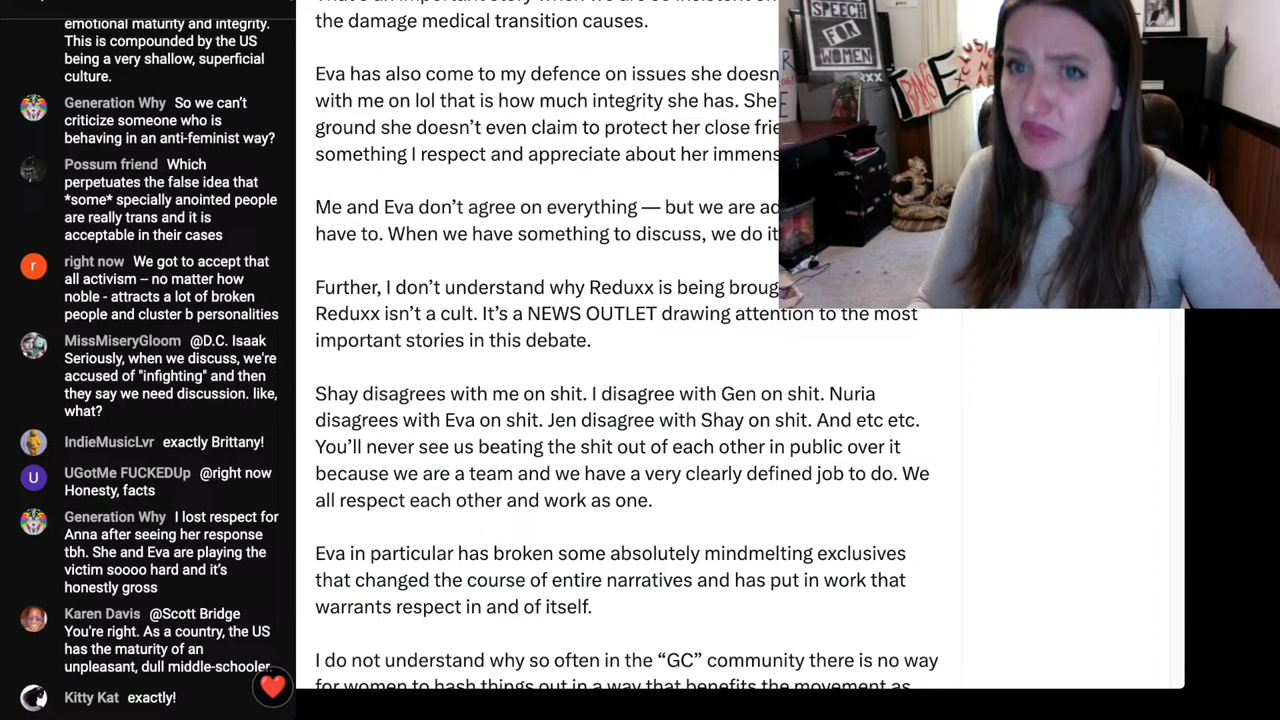 emotional maturity and integrity.
This is compounded by the US
being a very shallow, superficial
culture.
Generation Why So we can't
criticize someone who is
behaving in an anti-feminist way?
Possum friend Which
perpetuates the false idea that
*some* specially anointed people
are really trans and it is
acceptable in their cases
right now We got to accept that
all activism -- no matter how
noble - attracts a lot of broken
people and cluster b personalities
MissMiseryGloom @D.C. Isaak
Seriously, when we discuss, we're
accused of "infighting" and then
they say we need discussion. like,
what?
IndieMusicLvr exactly Brittany!
UGotMe FUCKEDUp @right now
Honesty, facts
Generation Why I lost respect for
Anna after seeing her response
tbh. She and Eva are playing the
victim soooo hard and it's
honestly gross
Karen Davis @Scott Bridge
You're right. As a country, the US
has the maturity of an
unpleasant, dull middle-schooler.
Kitty Kat exactly!
the damage medical transition causes.
Eva has also come to my defence on issues she doesn
with me on lol that is how much integrity she has. She
ground she doesn't even claim to protect her close frie
something I respect and appreciate about her immens
Me and Eva don't agree on everything — but we are ad
have to. When we have something to discuss, we do it
Further, I don't understand why Reduxx is being broug
Reduxx isn't a cult. It's a NEWS OUTLET drawing attention to the most
important stories in this debate.
Shay disagrees with me on shit. I disagree with Gen on shit. Nuria
disagrees with Eva on shit. Jen disagree with Shay on shit. And etc etc.
You'll never see us beating the shit out of each other in public over it
because we are a team and we have a very clearly defined job to do. We
all respect each other and work as one.
Eva in particular has broken some absolutely mindmelting exclusives
that changed the course of entire narratives and has put in work that
warrants respect in and of itself.
I do not understand why so often in the "GC" community there is no way
for women to hash things out in a way that benefits the movement as
SPEECH
FOR
WOMEN